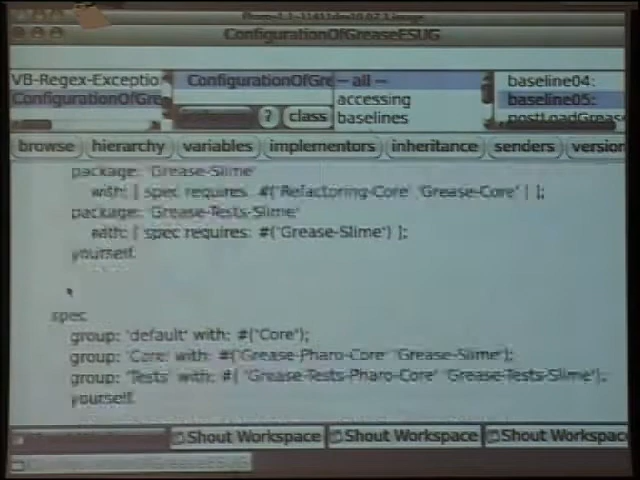 ConfigurationOfGreaseESUG
VB-Regex-Exceptio ConfigurationOfGre -- all -- baseline04:
ConfigurationOfGre accessing baseline05:
? class baselines postLoadGrease
browse hierarchy variables implementors inheritance senders version
package: 'Grease-Slime'
with: [ spec requires: #('Refactoring-Core' 'Grease-Core' ) ];
package: 'Grease-Tests-Slime'
with: [ spec requires: #('Grease-Slime') ];
yourself.
spec
group: 'default' with: #('Core');
group: 'Core' with: #('Grease-Pharo-Core' 'Grease-Slime');
group: 'Tests' with: #( 'Grease-Tests-Pharo-Core' 'Grease-Tests-Slime');
yourself.
Shout Workspace Shout Workspace Shout Workspac